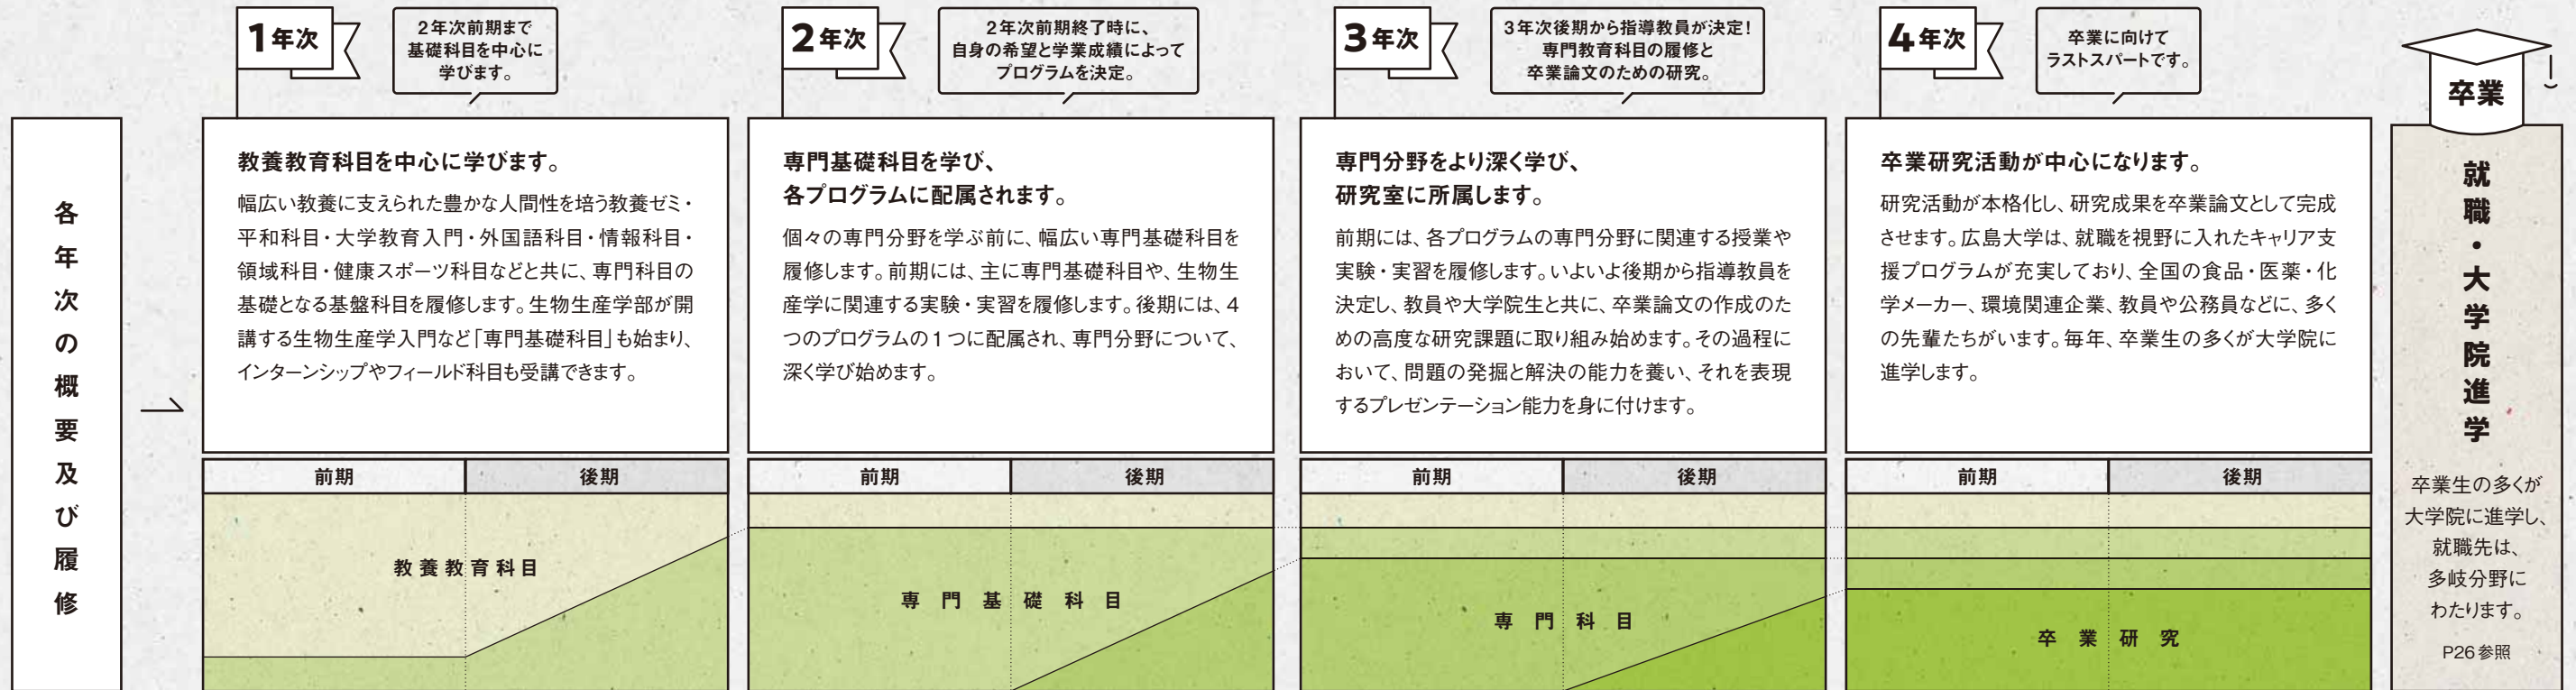 各年次の概要及び履修
1年次
2年次前期まで
基礎科目を中心に
学びます。
教養教育科目を中心に学びます。
幅広い教養に支えられた豊かな人間性を培う教養ゼミ・
平和科目・大学教育入門・外国語科目・情報科目・
領域科目・健康スポーツ科目などと共に、専門科目の
基礎となる基盤科目を履修します。生物生産学部が開
講する生物生産学入門など「専門基礎科目」も始まり、
インターンシップやフィールド科目も受講できます。
前期
後期
教養教育科目
2年次
2年次前期終了時に、
自身の希望と学業成績によって
プログラムを決定。
専門基礎科目を学び、
各プログラムに配属されます。
個々の専門分野を学ぶ前に、幅広い専門基礎科目を
履修します。前期には、主に専門基礎科目や、生物生
産学に関連する実験・実習を履修します。後期には、4
つのプログラムの1つに配属され、専門分野について、
深く学び始めます。
前期
後期
専門基礎科目
3年次
3年次後期から指導教員が決定!
専門教育科目の履修と
卒業論文のための研究。
専門分野をより深く学び、
研究室に所属します。
前期には、各プログラムの専門分野に関連する授業や
実験・実習を履修します。いよいよ後期から指導教員を
決定し、教員や大学院生と共に、卒業論文の作成のた
めの高度な研究課題に取り組み始めます。その過程に
おいて、問題の発掘と解決の能力を養い、それを表現
するプレゼンテーション能力を身に付けます。
前期
後期
専門科目
4年次
卒業に向けて
ラストスパートです。
卒業研究活動が中心になります。
研究活動が本格化し、研究成果を卒業論文として完成
させます。広島大学は、就職を視野に入れたキャリア支
援プログラムが充実しており、全国の食品・医薬・化
学メーカー、環境関連企業、教員や公務員などに、多く
の先輩たちがいます。毎年、卒業生の多くが大学院に
進学します。
前期
後期
卒業研究
卒業
就職・大学院進学
卒業生の多くが
大学院に進学し、
就職先は、
多岐分野に
わたります。
P26参照